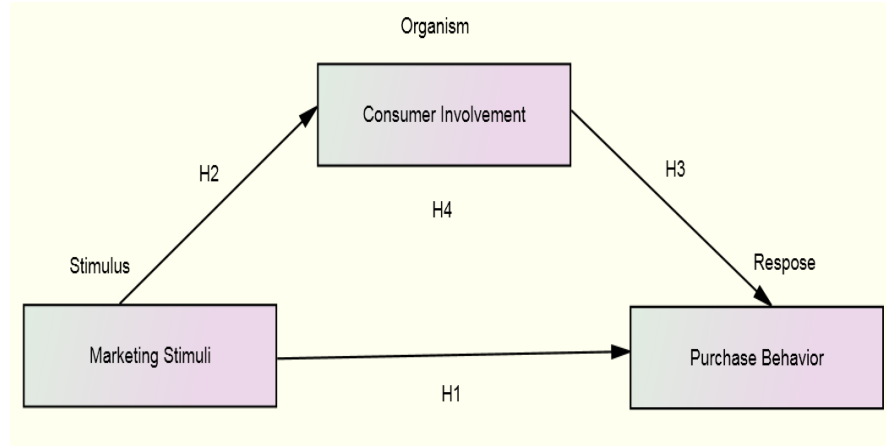 Organism
Consumer Involvement
H2
H3
H4
Stimulus
Respose
Marketing Stimuli
Purchase Behavior
H1